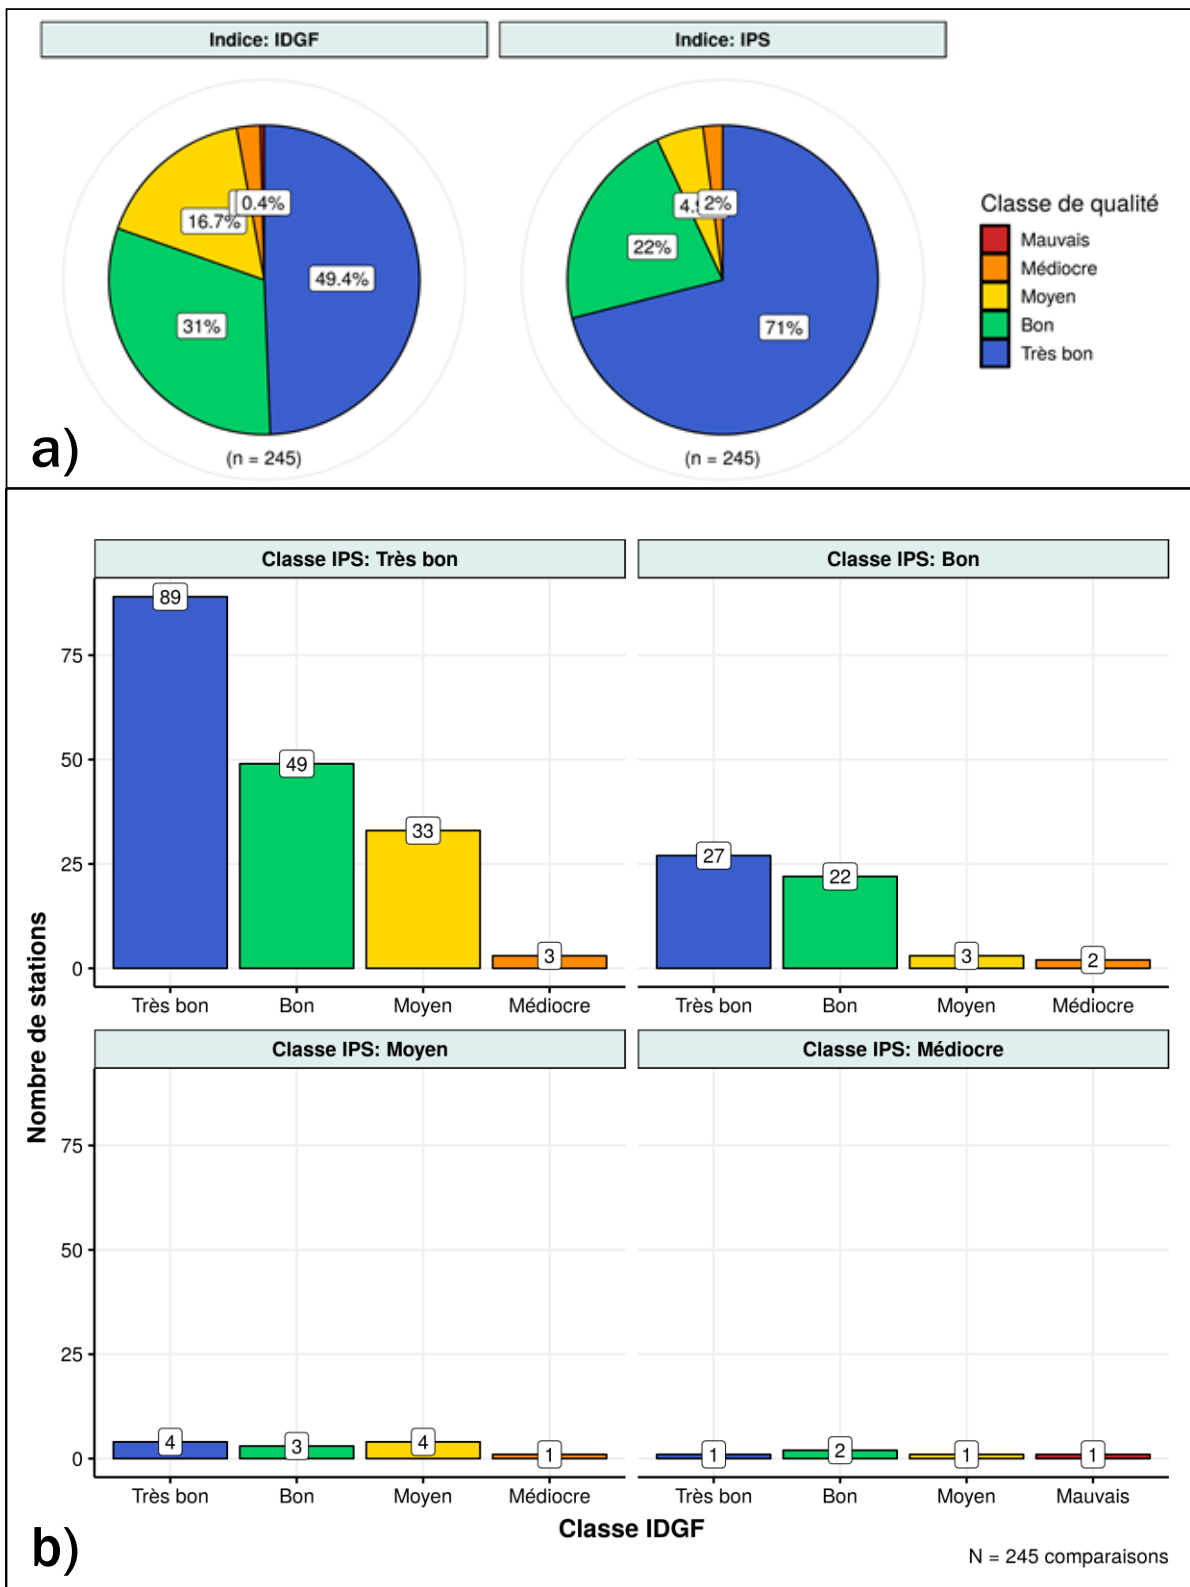 Indice: IDGF
Indice: IPS
0.4%
16.7%
49.4%
31%
2%
22%
71%
(n = 245)
(n = 245)
Classe de qualité
Mauvais
Médiocre
Moyen
Bon
Très bon
a)
Classe IPS: Très bon
Classe IPS: Bon
89
49
33
3
27
22
3
2
75
50
25
0
Très bon Bon Moyen Médiocre
Très bon Bon Moyen Médiocre
Classe IPS: Moyen
Classe IPS: Médiocre
75
50
25
0
4
3
4
1
1
2
1
1
Très bon Bon Moyen Médiocre
Très bon Bon Moyen Mauvais
Nombre de stations
Classe IDGF
b)
N = 245 comparaisons